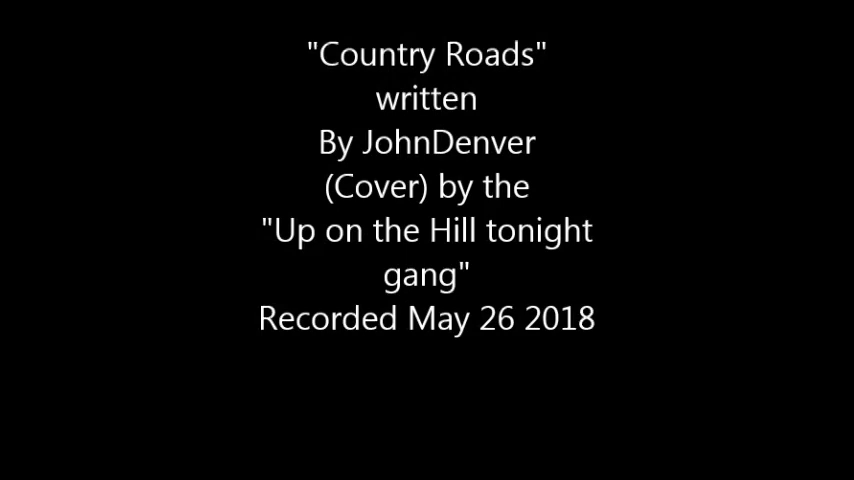 "Country Roads"
written
By JohnDenver
(Cover) by the
"Up on the Hill tonight
gang"
Recorded May 26 2018